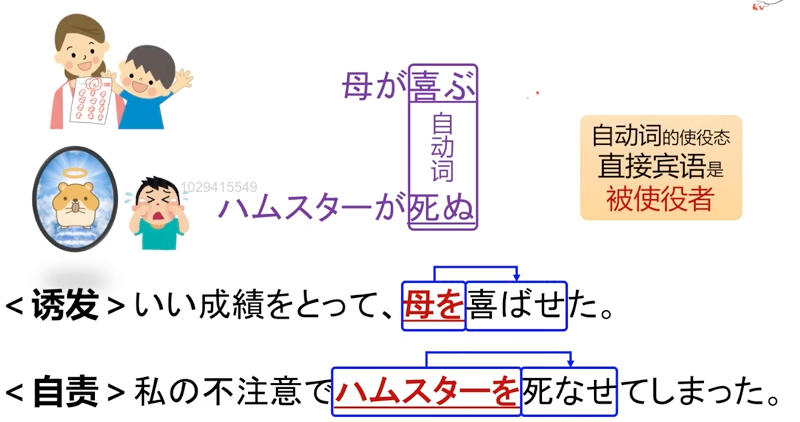 母が喜ぶ
自动词
ハムスターが死ぬ
1029415549
自动词的使役态
直接宾语是
被使役者
<诱发>いい成績をとって、母を喜ばせた。
<自责>私の不注意でハムスターを死なせてしまった。